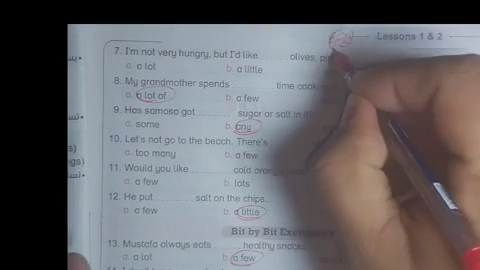 Lessons 1 & 2
7. I'm not very hungry, but I'd like ........ olives,
a. a lot b. a little
8. My grandmother spends ........ time
a. a lot of b. a few
9. Has samosa got ........ sugar or salt in it
a. some b. any
10. Let's not go to the beach. There's ........
a. too many b. a few
11. Would you like ........ cold
a. a few b. lots
12. He put ........ salt on the chips.
a. a few b. a little
Bit by Bit
13. Mustafa always eats ........ healthy snacks
a. a lot b. a few